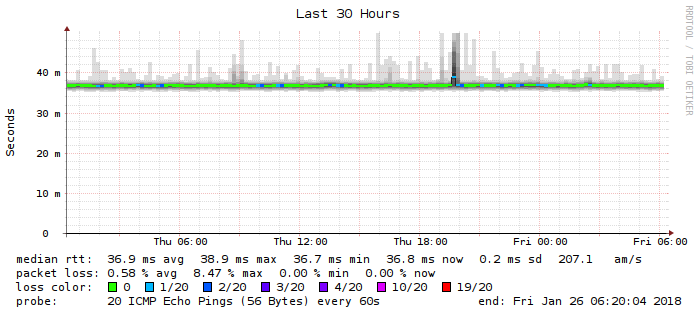 Last 30 Hours
RRDTOOL / TOBI OETIKER
Seconds
40 m
30 m
20 m
10 m
0
Thu 06:00 Thu 12:00 Thu 18:00 Fri 00:00 Fri 06:00
median rtt: 36.9 ms avg 38.9 ms max 36.7 ms min 36.8 ms now 0.2 ms sd 207.1 am/s
packet loss: 0.58 % avg 8.47 % max 0.00 % min 0.00 % now
loss color: 0 1/20 2/20 3/20 4/20 10/20 19/20
probe: 20 ICMP Echo Pings (56 Bytes) every 60s end: Fri Jan 26 06:20:04 2018